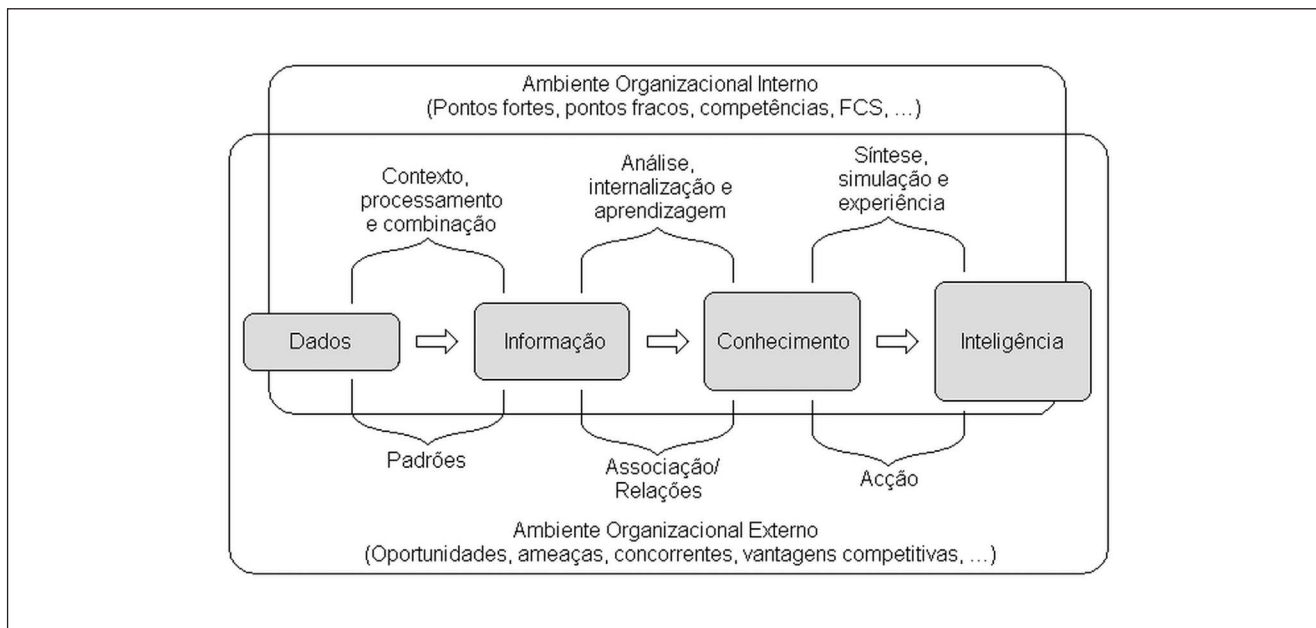 Ambiente Organizacional Interno
(Pontos fortes, pontos fracos, competências, FCS, ...)
Contexto,
processamento
e combinação
Análise,
internalização e
aprendizagem
Síntese,
simulação e
experiência
Dados
Informação
Conhecimento
Inteligência
Padrões
Associação/
Relações
Acção
Ambiente Organizacional Externo
(Oportunidades, ameaças, concorrentes, vantagens competitivas, ...)